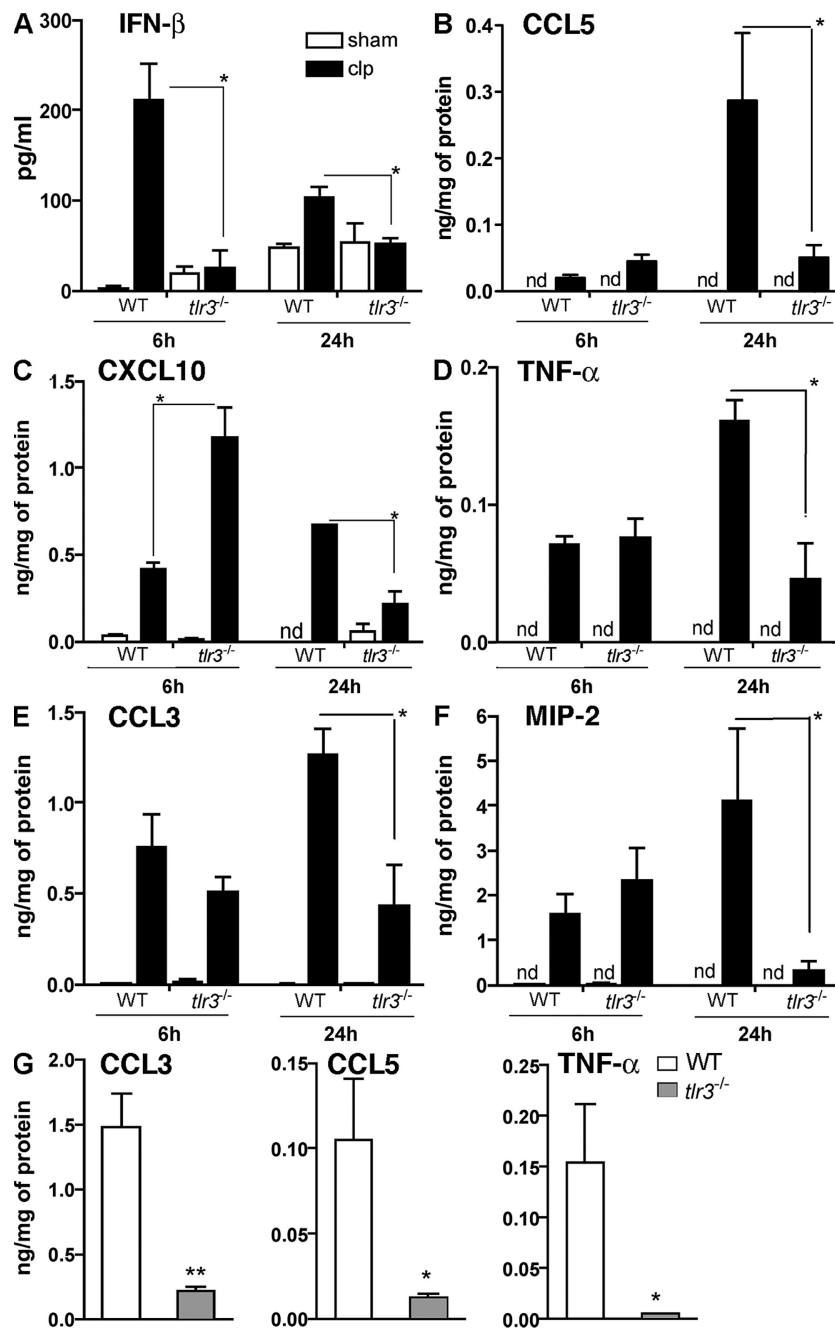 A IFN-β
sham
clp
pg/ml
300
200
100
0
*
*
WT tlr3-/- WT tlr3-/-
6h 24h
B CCL5
ng/mg of protein
0.4
0.3
0.2
0.1
0.0
*
nd nd nd nd
WT tlr3-/- WT tlr3-/-
6h 24h
C CXCL10
ng/mg of protein
1.5
1.0
0.5
0.0
*
*
nd
WT tlr3-/- WT tlr3-/-
6h 24h
D TNF-α
ng/mg of protein
0.2
0.1
0.0
*
nd nd nd nd
WT tlr3-/- WT tlr3-/-
6h 24h
E CCL3
ng/mg of protein
1.5
1.0
0.5
0.0
*
WT tlr3-/- WT tlr3-/-
6h 24h
F MIP-2
ng/mg of protein
6
5
4
3
2
1
0
*
nd nd nd nd
WT tlr3-/- WT tlr3-/-
6h 24h
G CCL3
ng/mg of protein
2.0
1.5
1.0
0.5
0.0
**
CCL5
0.15
0.10
0.05
0.00
*
TNF-α
WT
tlr3-/-
0.25
0.20
0.15
0.10
0.05
0.00
*